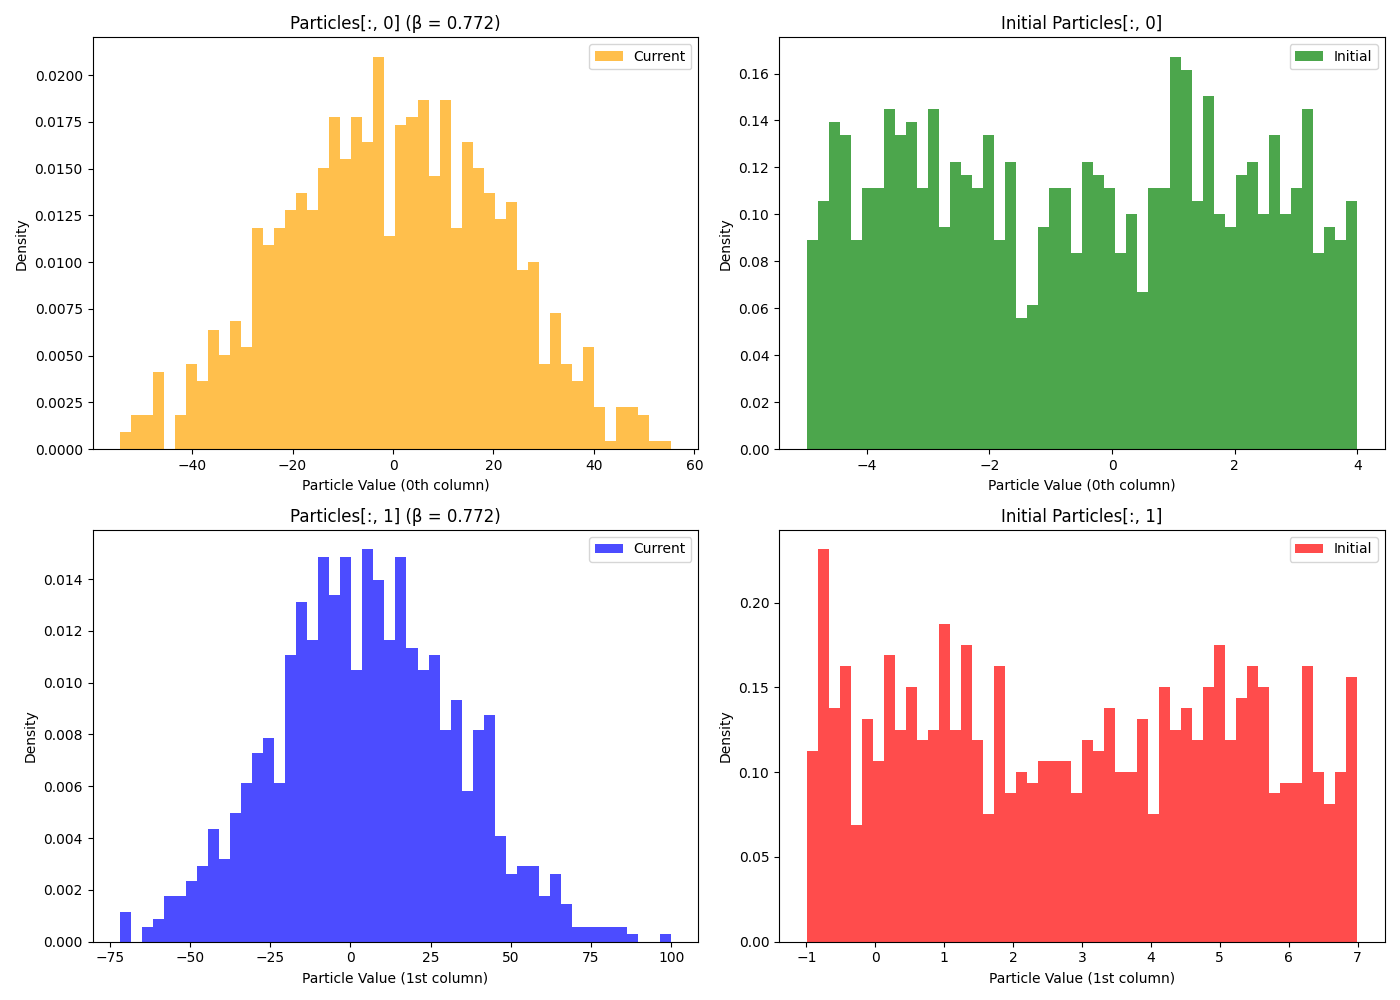 Particles[:, 0] (β = 0.772)
Current
Density
0.0200
0.0175
0.0150
0.0125
0.0100
0.0075
0.0050
0.0025
0.0000
−40 −20 0 20 40 60
Particle Value (0th column)
Initial Particles[:, 0]
Initial
Density
0.16
0.14
0.12
0.10
0.08
0.06
0.04
0.02
0.00
−4 −2 0 2 4
Particle Value (0th column)
Particles[:, 1] (β = 0.772)
Current
Density
0.014
0.012
0.010
0.008
0.006
0.004
0.002
0.000
−75 −50 −25 0 25 50 75 100
Particle Value (1st column)
Initial Particles[:, 1]
Initial
Density
0.20
0.15
0.10
0.05
0.00
−1 0 1 2 3 4 5 6 7
Particle Value (1st column)